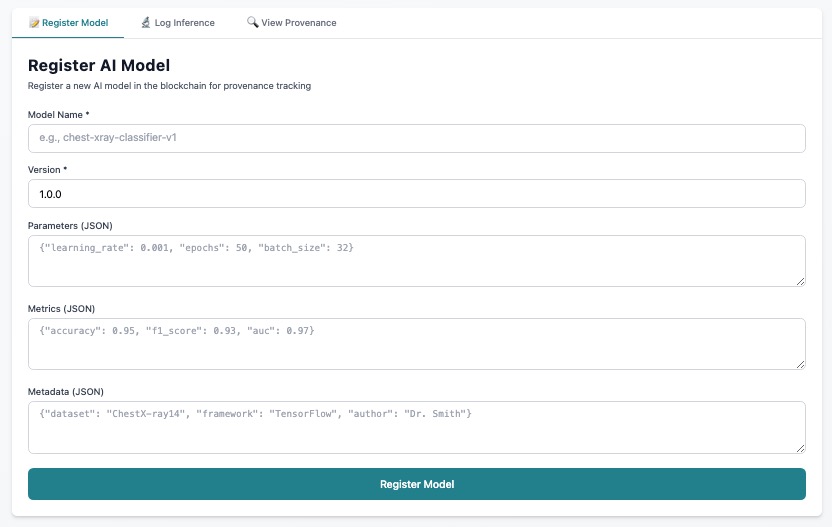 Register Model Log Inference View Provenance
Register AI Model
Register a new AI model in the blockchain for provenance tracking
Model Name *
e.g., chest-xray-classifier-v1
Version *
1.0.0
Parameters (JSON)
{"learning_rate": 0.001, "epochs": 50, "batch_size": 32}
Metrics (JSON)
{"accuracy": 0.95, "f1_score": 0.93, "auc": 0.97}
Metadata (JSON)
{"dataset": "ChestX-ray14", "framework": "TensorFlow", "author": "Dr. Smith"}
Register Model